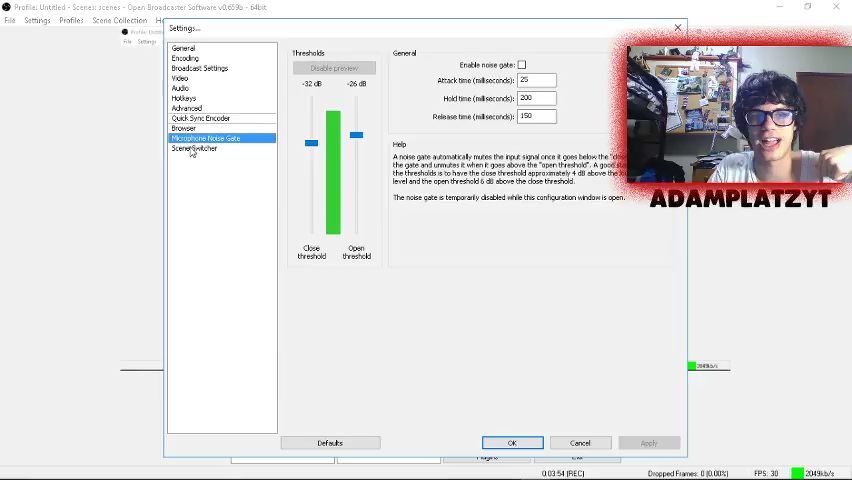 Profile: Untitled - Scenes: scenes - Open Broadcaster Software v0.659b - 64bit
File Settings Profiles Scene Collection
File Settings
Settings...
General
Encoding
Broadcast Settings
Video
Audio
Hotkeys
Advanced
Quick Sync Encoder
Browser
Microphone Noise Gate
Scene Switcher
Thresholds
Disable preview
-32 dB -26 dB
Close threshold
Open threshold
General
Enable noise gate:
Attack time (milliseconds): 25
Hold time (milliseconds): 200
Release time (milliseconds): 150
Help
A noise gate automatically mutes the input signal once it goes below the
gate and unmutes it when it goes above the "open threshold". A good
thresholds is to have the close threshold approximately 4 dB above the
level and the open threshold 6 dB above the close threshold.
The noise gate is temporarily disabled while this configuration window is open.
ADAMPLATZYT
2049kb/s
Defaults OK Cancel Apply
Plugins Exit
0:03:54 (REC) Dropped Frames: 0 (0.00%) FPS: 30 2049kb/s